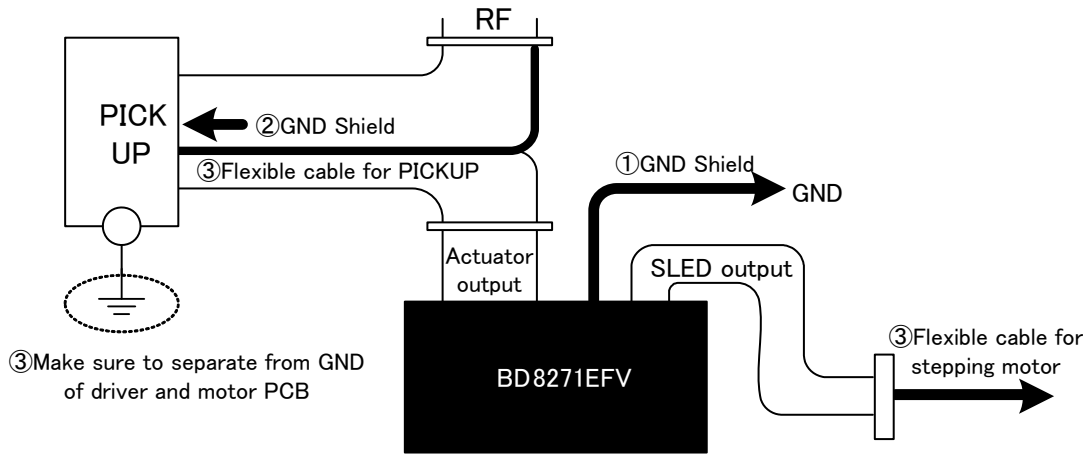 RF
PICK
UP
②GND Shield
③Flexible cable for PICKUP
①GND Shield
GND
Actuator
output
SLED output
③Make sure to separate from GND
of driver and motor PCB
BD8271EFV
③Flexible cable for
stepping motor